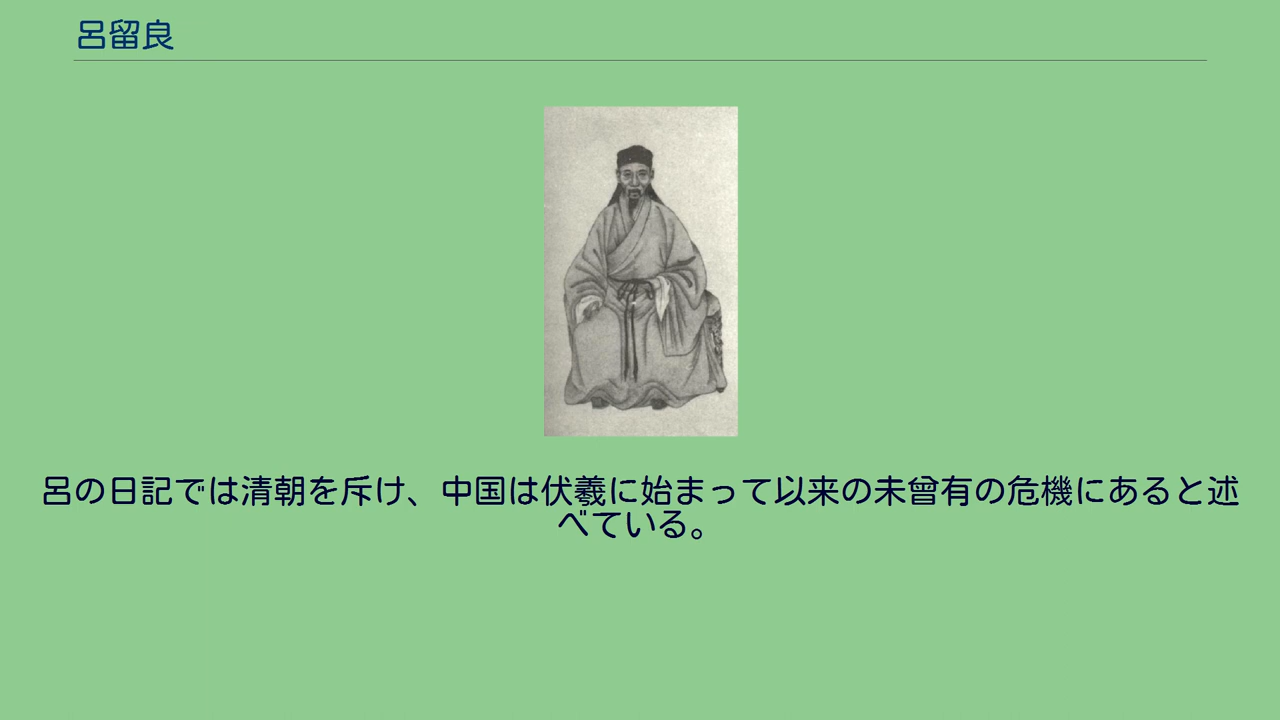 呂留良
呂の日記では清朝を斥け、中国は伏羲に始まって以来の未曾有の危機にあると述
べている。